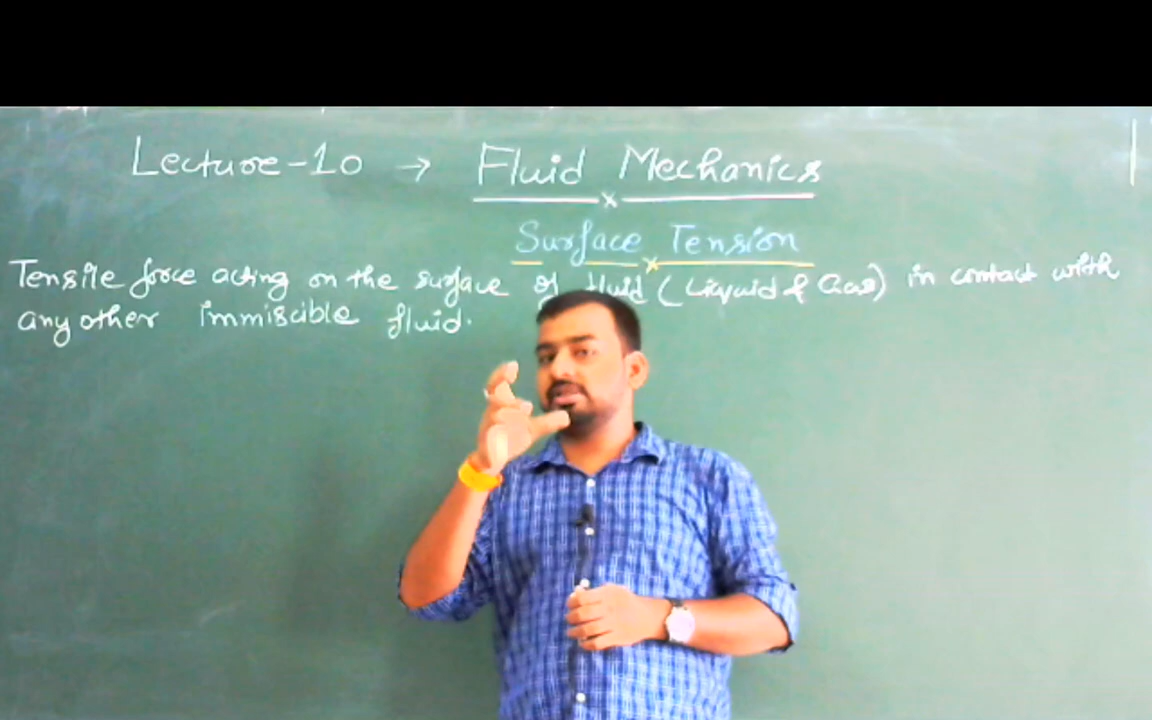 Lecture-10 → Fluid Mechanics
Surface Tension
Tensile force acting on the surface of fluid (Liquid & Gas) in contact with
any other immiscible fluid.